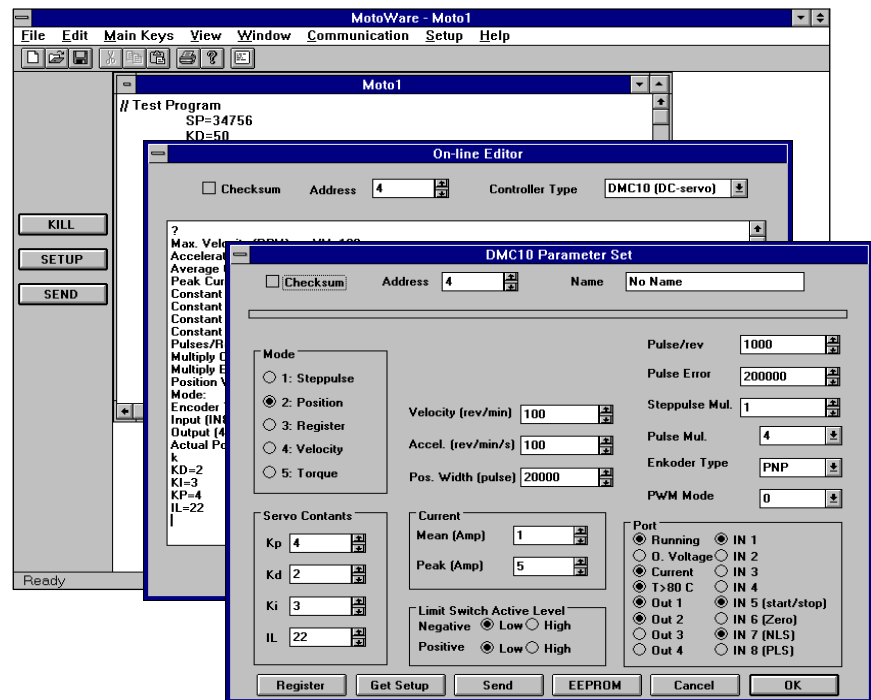 MotoWare - Moto1
File Edit Main Keys View Window Communication Setup Help
Moto1
// Test Program
SP=34756
KD=50
KILL
SETUP
SEND
Ready
On-line Editor
Checksum Address 4 Controller Type DMC10 (DC-servo)
?
Max. Velo
Accelerat
Average
Peak Cur
Constant
Constant
Constant
Constant
Pulses/R
Multiply
Multiply E
Position
Mode:
Encoder
Input (IN8
Output (4
Actual Po
k
KD=2
KI=3
KP=4
IL=22
DMC10 Parameter Set
Checksum Address 4 Name No Name
Mode
1: Steppulse
2: Position
3: Register
4: Velocity
5: Torque
Velocity (rev/min) 100
Accel. (rev/min/s) 100
Pos. Width (pulse) 20000
Pulse/rev 1000
Pulse Error 200000
Steppulse Mul. 1
Pulse Mul. 4
Enkoder Type PNP
PWM Mode 0
Servo Contants
Kp 4
Kd 2
Ki 3
IL 22
Current
Mean (Amp) 1
Peak (Amp) 5
Limit Switch Active Level
Negative Low High
Positive Low High
Port
Running IN 1
O. Voltage IN 2
Current IN 3
T>80 C IN 4
Out 1 IN 5 (start/stop)
Out 2 IN 6 (Zero)
Out 3 IN 7 (NLS)
Out 4 IN 8 (PLS)
Register Get Setup Send EEPROM Cancel OK